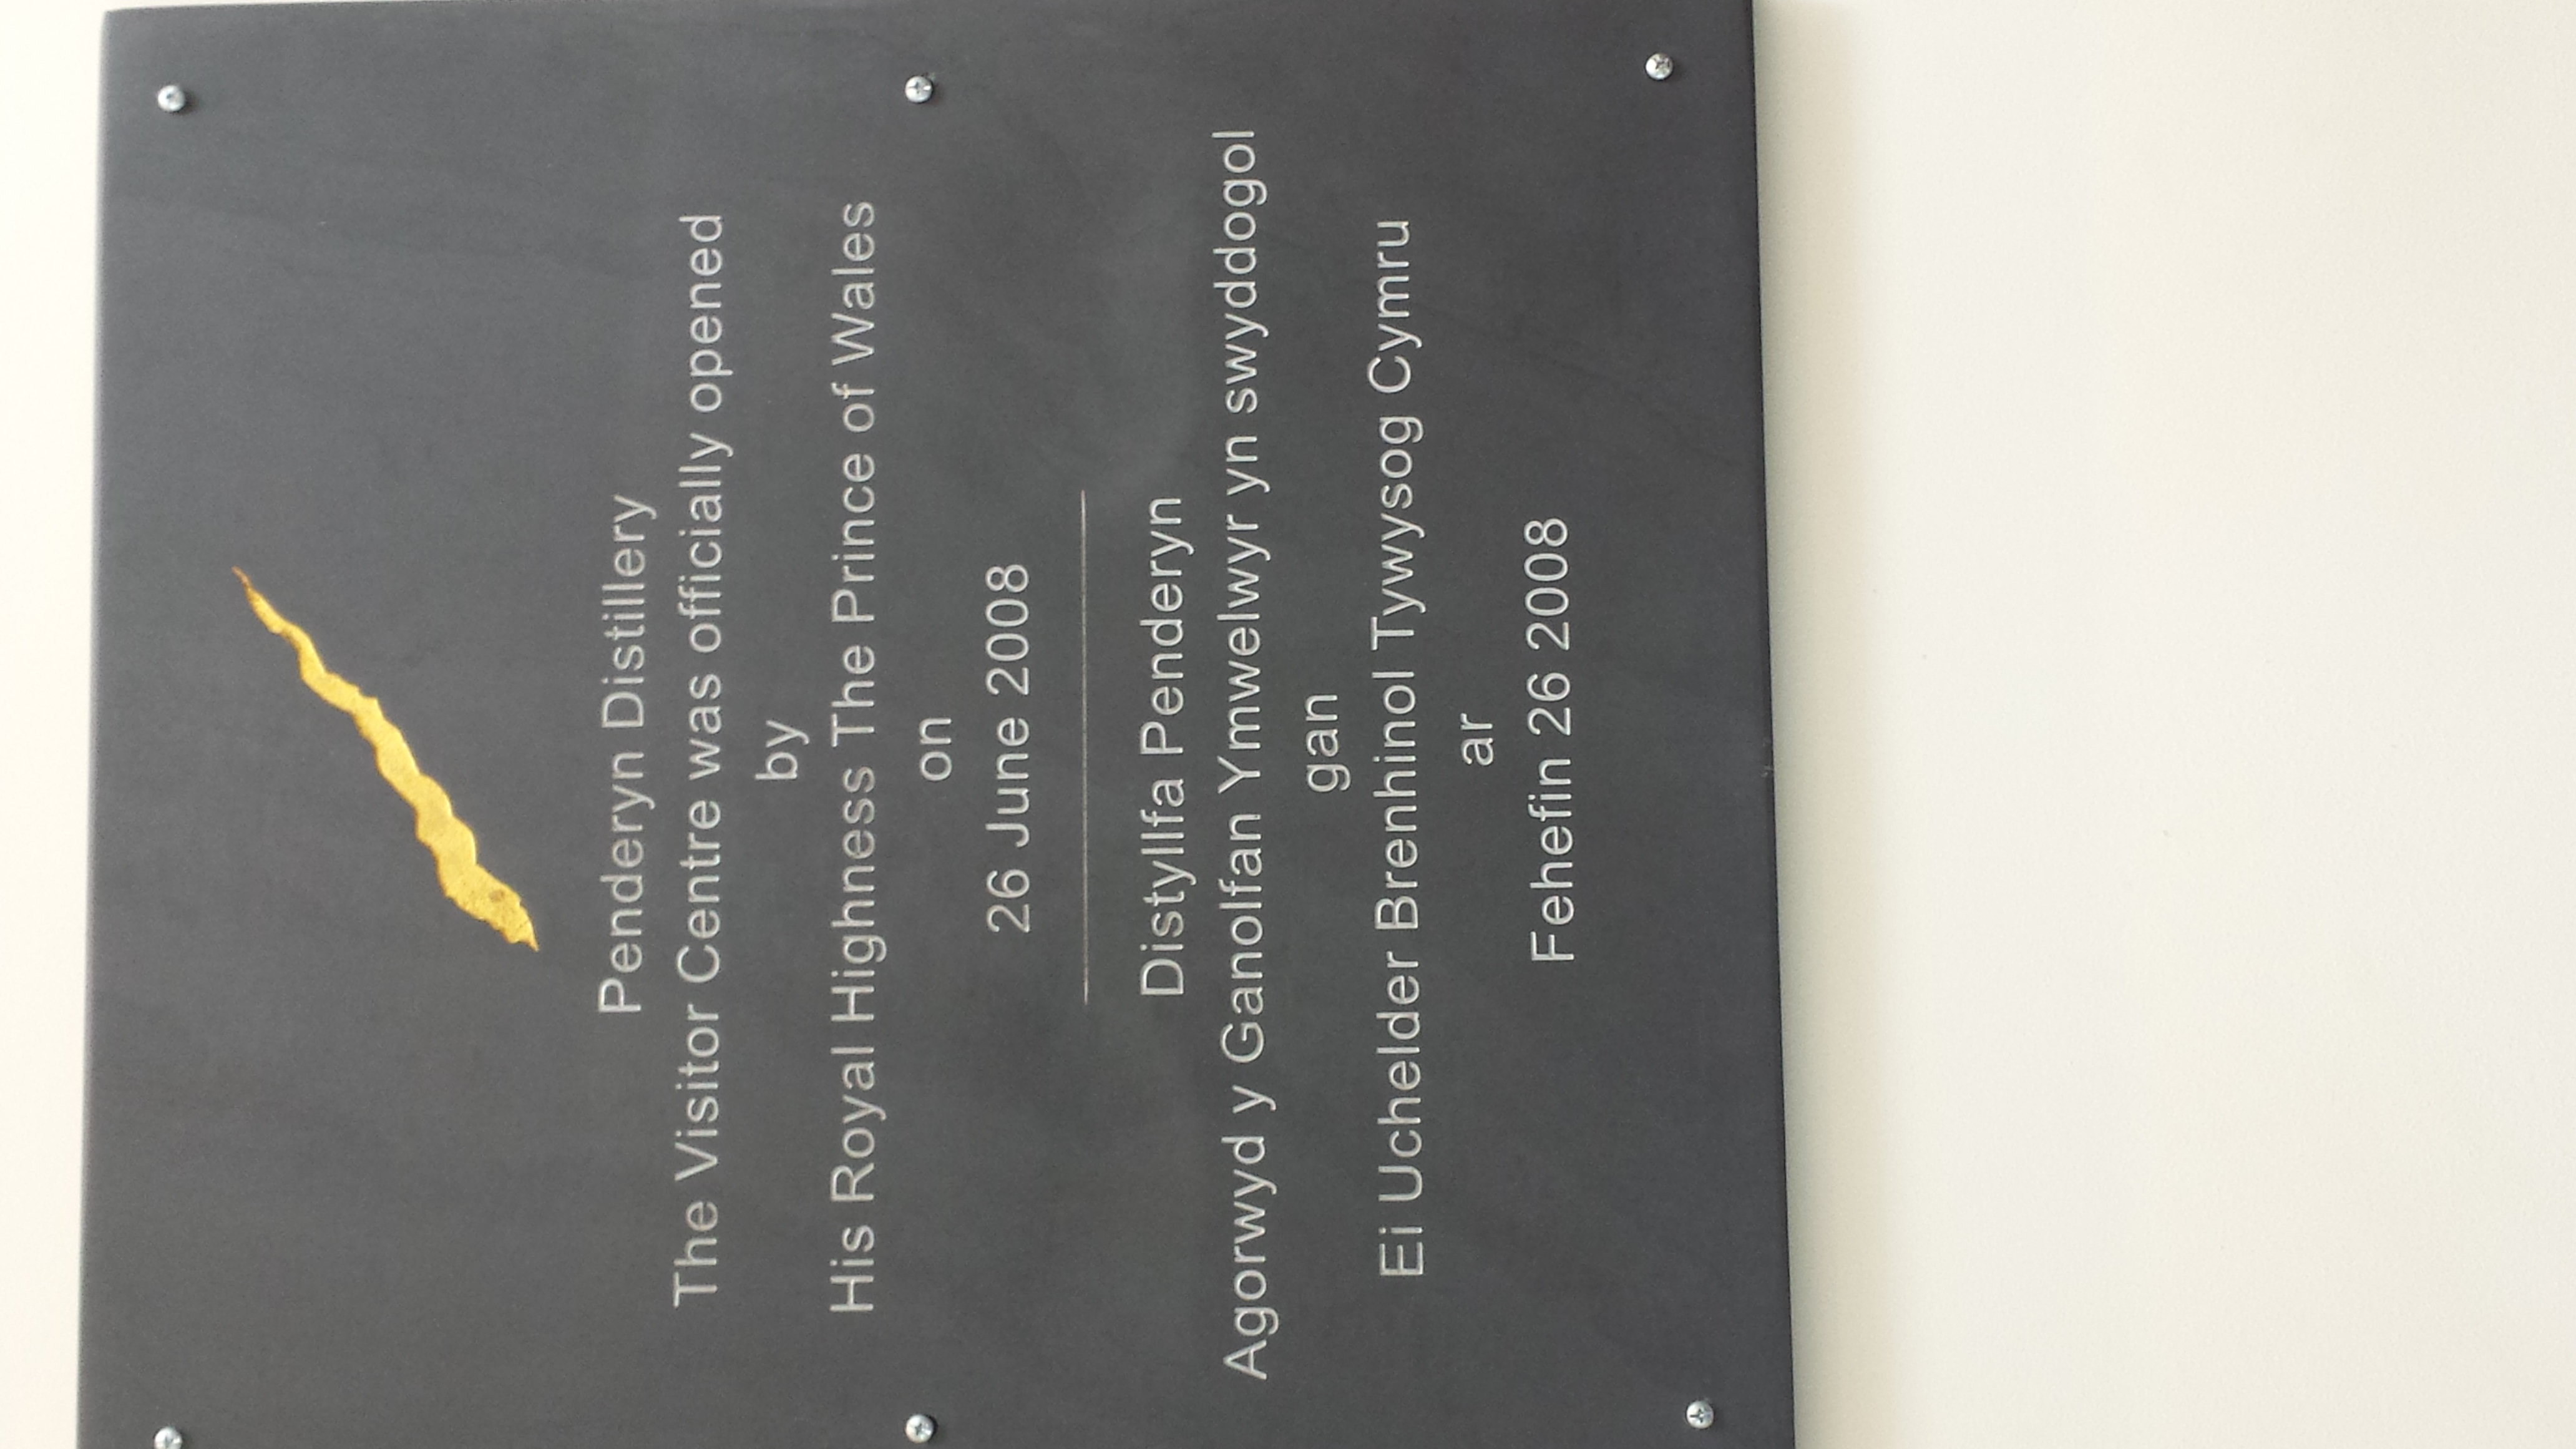 Penderyn Distillery
The Visitor Centre was officially opened
by
His Royal Highness The Prince of Wales
on
26 June 2008
Distyllfa Penderyn
Agorwyd y Ganolfan Ymwelwyr yn swyddogol
gan
Ei Uchelder Brenhinol Tywysog Cymru
ar
Fehefin 26 2008